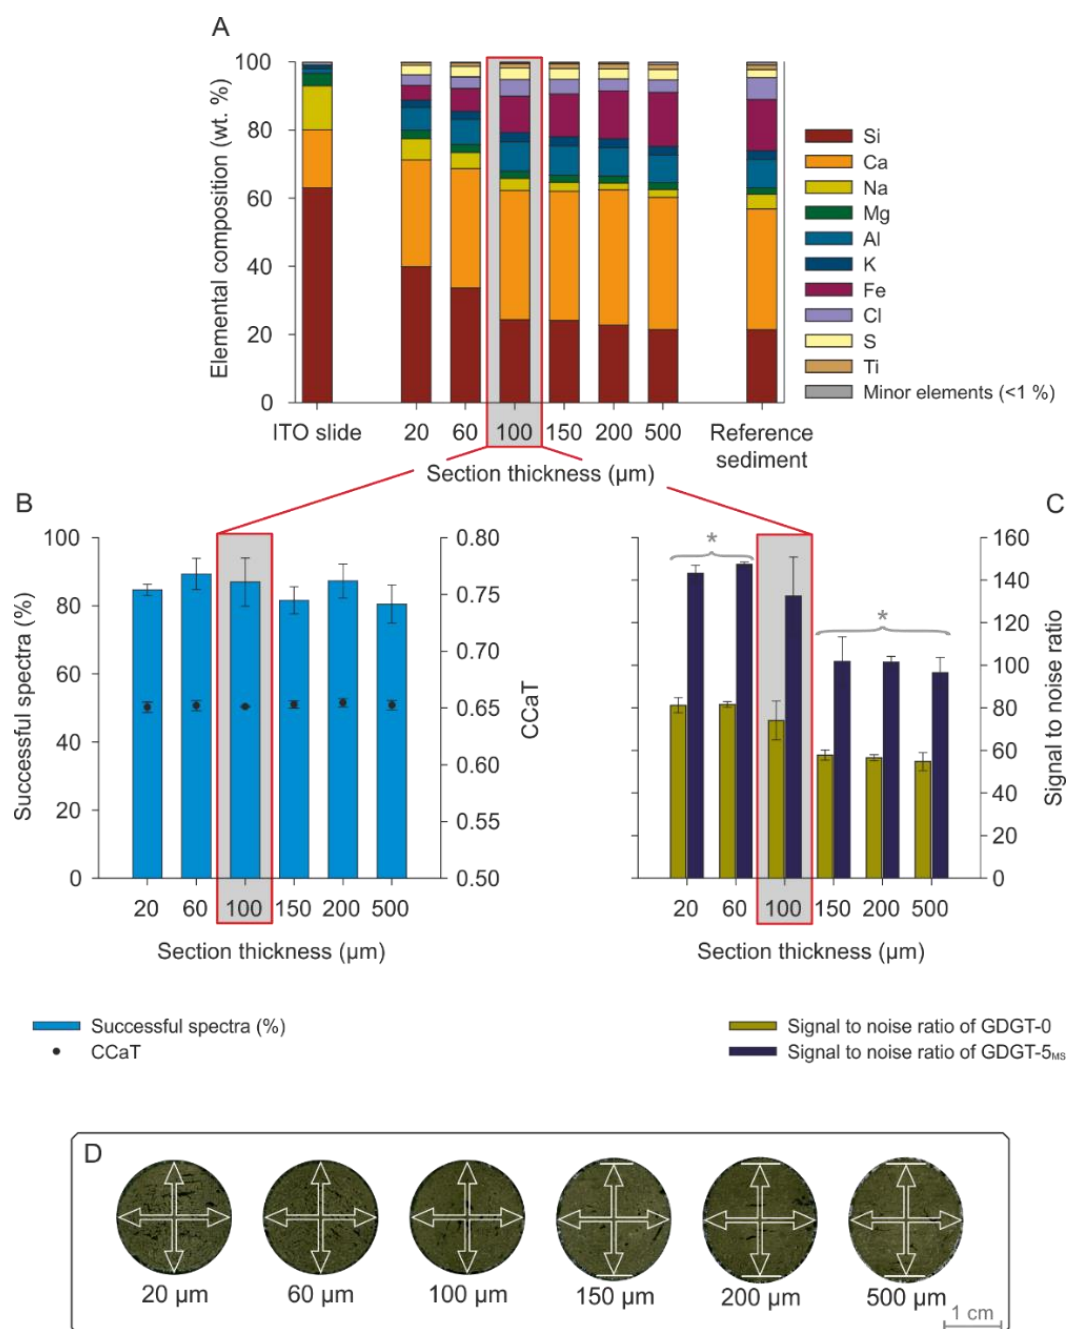 A
Elemental composition (wt. %)
100
80
60
40
20
0
ITO slide
20
60
100
150
200
500
Reference
sediment
Section thickness (µm)
Si
Ca
Na
Mg
Al
K
Fe
Cl
S
Ti
Minor elements (<1 %)
B
Successful spectra (%)
100
80
60
40
20
0
0.80
0.75
0.70
0.65
0.60
0.55
0.50
CCaT
20
60
100
150
200
500
Section thickness (µm)
Successful spectra (%)
CCaT
C
*
*
160
140
120
100
80
60
40
20
0
Signal to noise ratio
20
60
100
150
200
500
Section thickness (µm)
Signal to noise ratio of GDGT-0
Signal to noise ratio of GDGT-5MS
D
20 µm
60 µm
100 µm
150 µm
200 µm
500 µm
1 cm